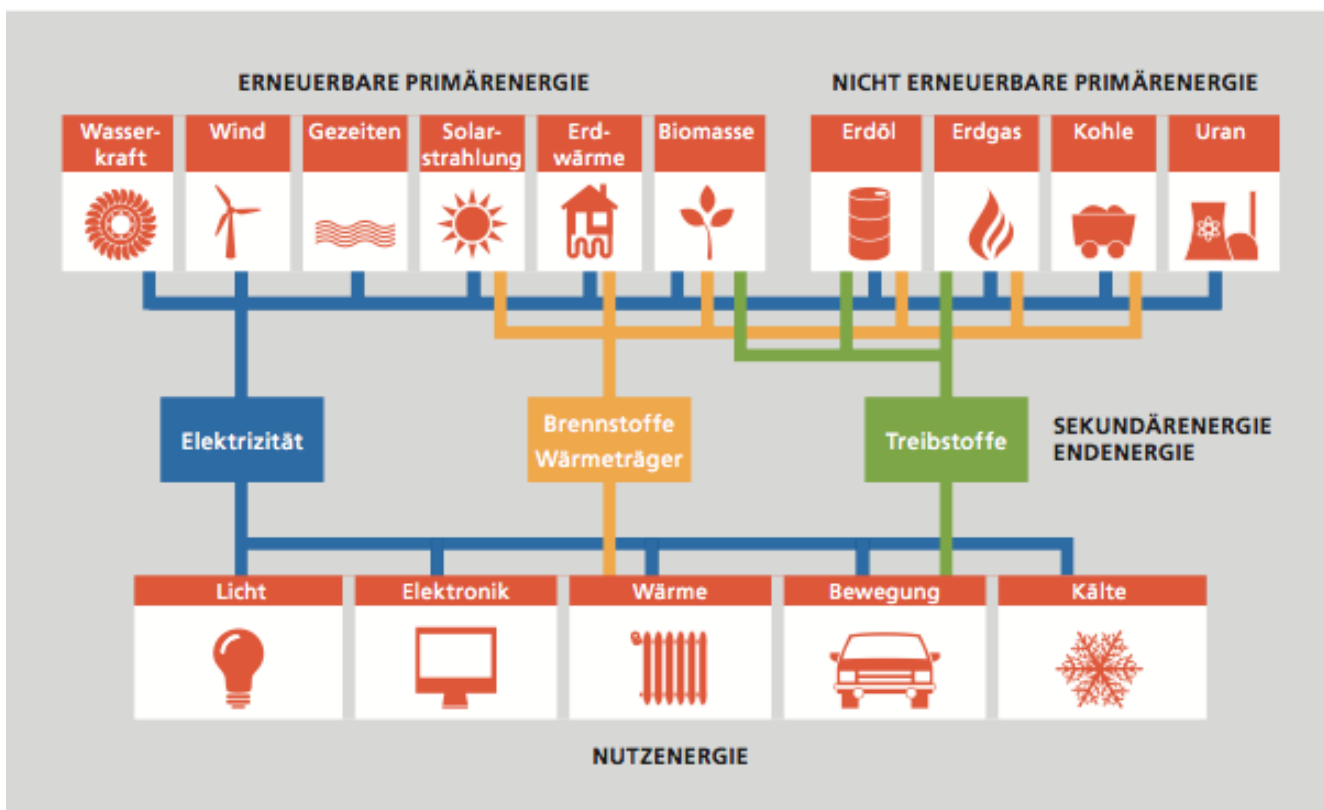 ERNEUERBARE PRIMÄRENERGIE
NICHT ERNEUERBARE PRIMÄRENERGIE
Wasser-
kraft
Wind
Gezeiten
Solar-
strahlung
Erd-
wärme
Biomasse
Erdöl
Erdgas
Kohle
Uran
Elektrizität
Brennstoffe
Wärmeträger
Treibstoffe
SEKUNDÄRENERGIE
ENDENERGIE
Licht
Elektronik
Wärme
Bewegung
Kälte
NUTZENERGIE